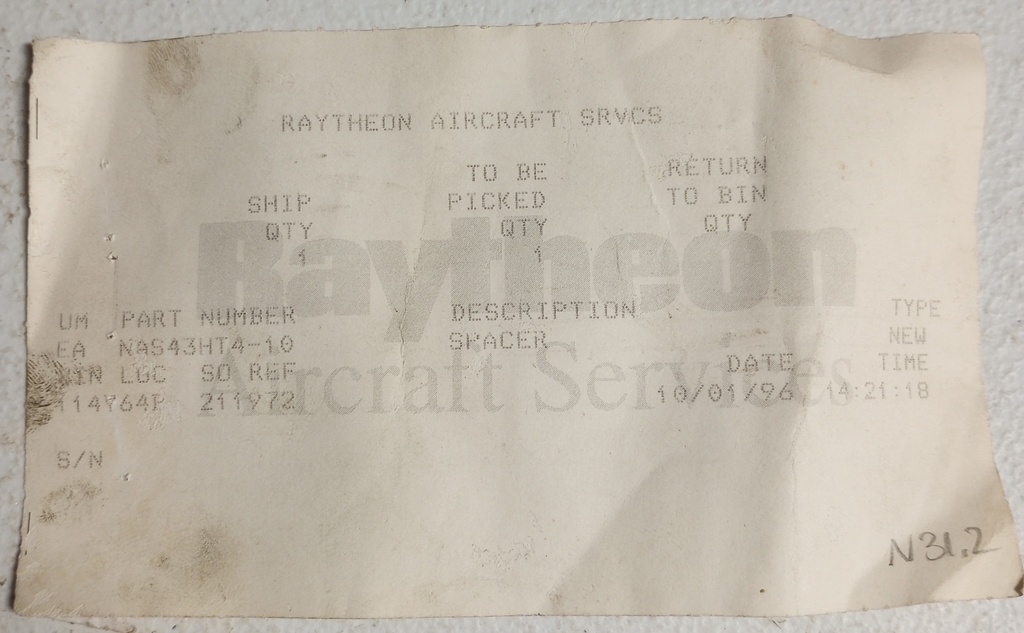 RAYTHEON AIRCRAFT SRVCS
TO BE RETURN
SHIP PICKED TO BIN
QTY QTY QTY
1 1
Raytheon
Aircraft Services
UM PART NUMBER DESCRIPTION TYPE
EA NAS43HT4-10 SPACER NEW
LOC SO REF DATE TIME
211972 10/01/96 14:21:18
S/N
N31.2